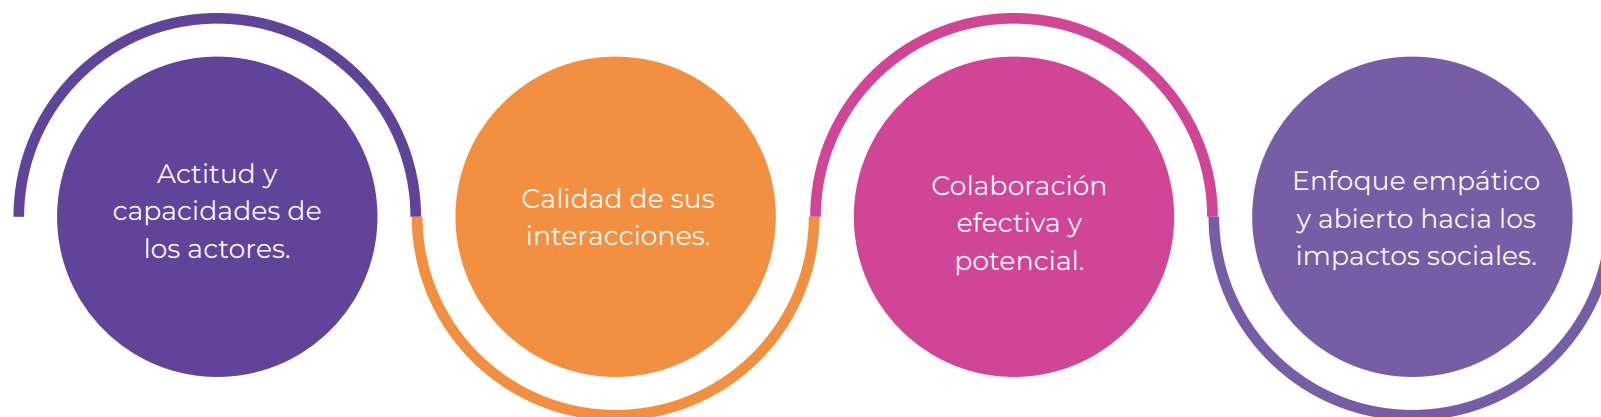 Actitud y
capacidades de
los actores.
Calidad de sus
interacciones.
Colaboración
efectiva y
potencial.
Enfoque empático
y abierto hacia los
impactos sociales.